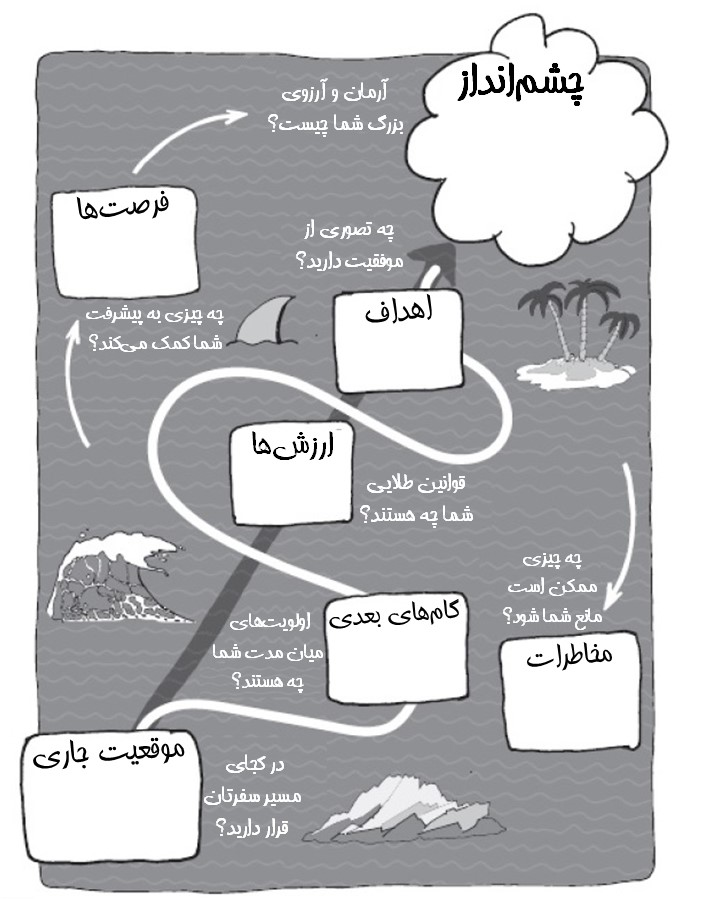 چشم‌انداز
آرمان و آرزوی
بزرگ شما چیست؟
فرصت‌ها
چه تصوری از
موفقیت دارید؟
چه چیزی به پیشرفت
شما کمک می‌کند؟
اهداف
ارزش‌ها
قوانین طلایی
شما چه هستند؟
چه چیزی
ممکن است
مانع شما شود؟
مخاطرات
گام‌های بعدی
اولویت‌های
میان مدت شما
چه هستند؟
موقعیت جاری
در کجای
مسیر سفرتان
قرار دارید؟